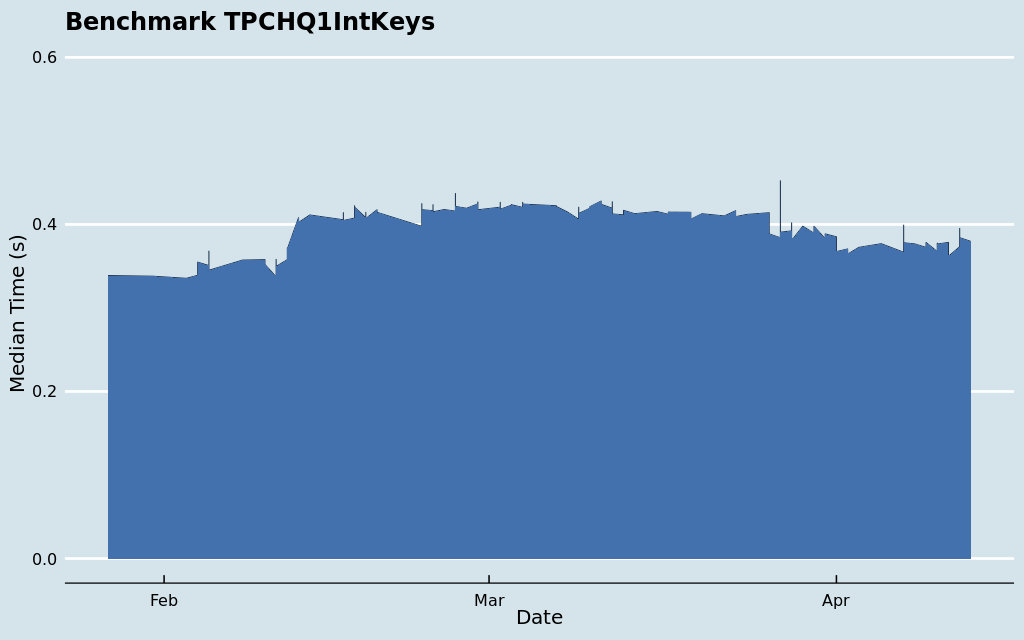 Benchmark TPCHQ1IntKeys
Median Time (s)
0.6
0.4
0.2
0.0
Feb
Mar
Apr
Date